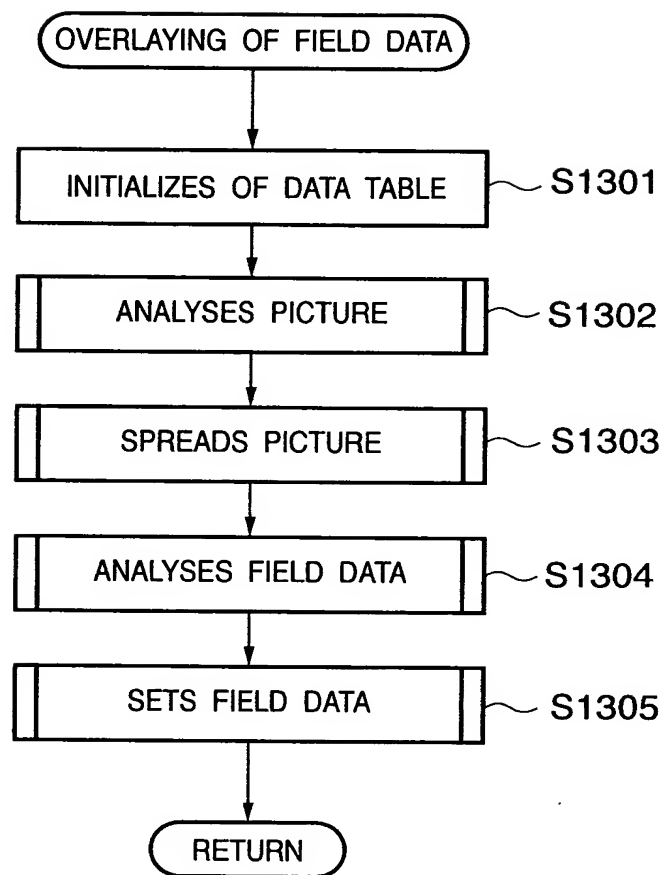 OVERLAYING OF FIELD DATA
INITIALIZES OF DATA TABLE
S1301
ANALYSES PICTURE
S1302
SPREADS PICTURE
S1303
ANALYSES FIELD DATA
S1304
SETS FIELD DATA
S1305
RETURN